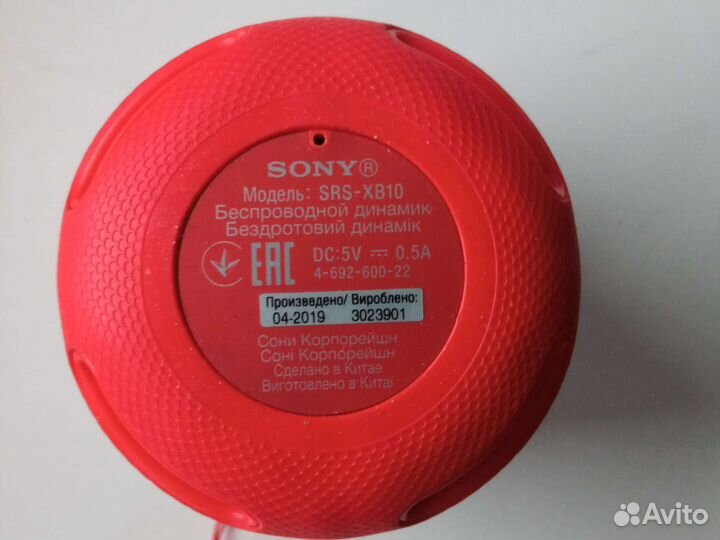 SONY®
Модель: SRS-XB10
Беспроводной динамик
Бездротовий динамік
EAC DC:5V ⎓ 0.5A
4-692-600-22
Произведено/ Вироблено:
04-2019 3023901
Сони Корпорейшн
Соні Корпорейшн
Сделано в Китае
Виготовлено в Китаї
Avito